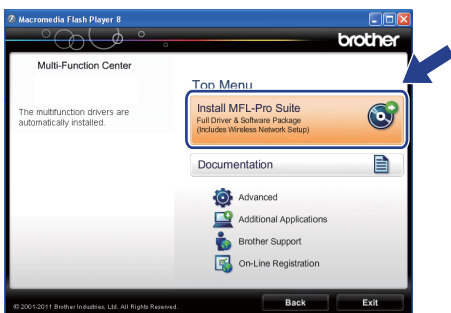 Macromedia Flash Player 8
brother
Multi-Function Center
The multifunction drivers are
automatically installed.
Top Menu
Install MFL-Pro Suite
Full Driver & Software Package
(Includes Wireless Network Setup)
Documentation
Advanced
Additional Applications
Brother Support
On-Line Registration
© 2001-2011 Brother Industries, Ltd. All Rights Reserved.
Back
Exit